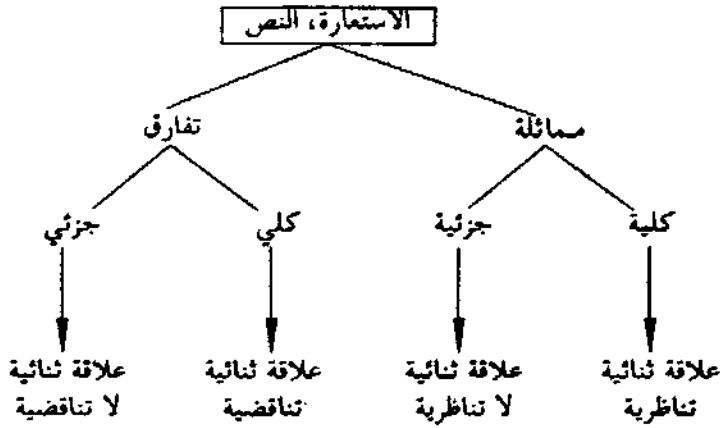 الاستعارة، النص
مماثلة تفارق
كلية جزئية كلي جزئي
علاقة ثنائية علاقة ثنائية علاقة ثنائية علاقة ثنائية
تناظرية لا تناظرية تناقضية لا تناقضية